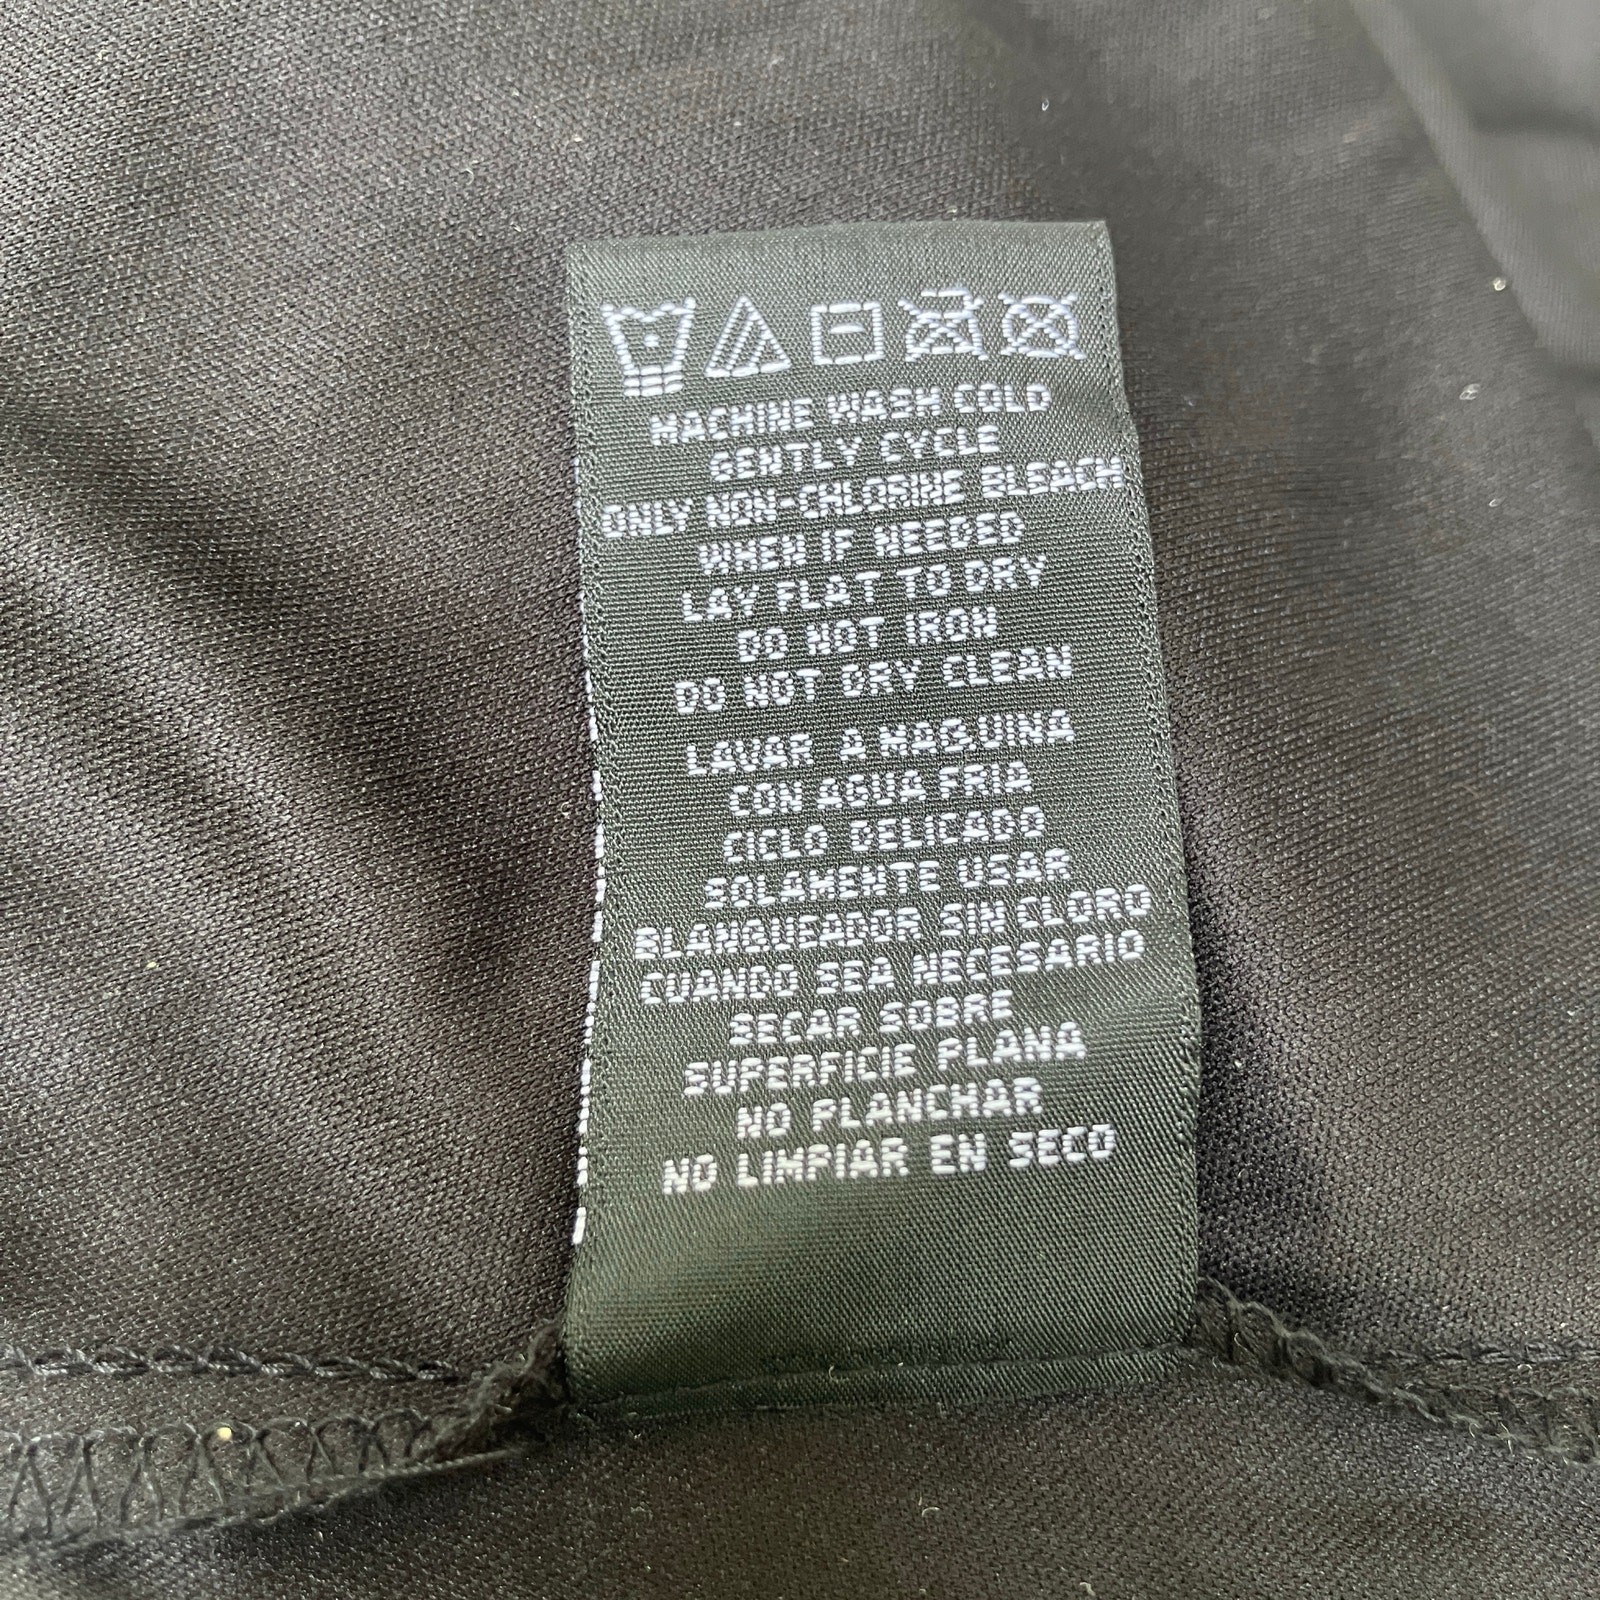 MACHINE WASH COLD
GENTLY CYCLE
ONLY NON-CHLORINE BLEACH
WHEN IF NEEDED
LAY FLAT TO DRY
DO NOT IRON
DO NOT DRY CLEAN
LAVAR A MAQUINA
CON AGUA FRIA
CICLO DELICADO
SOLAMENTE USAR
BLANQUEADOR SIN CLORO
CUANDO SEA NECESARIO
SECAR SOBRE
SUPERFICIE PLANA
NO PLANCHAR
NO LIMPIAR EN SECO